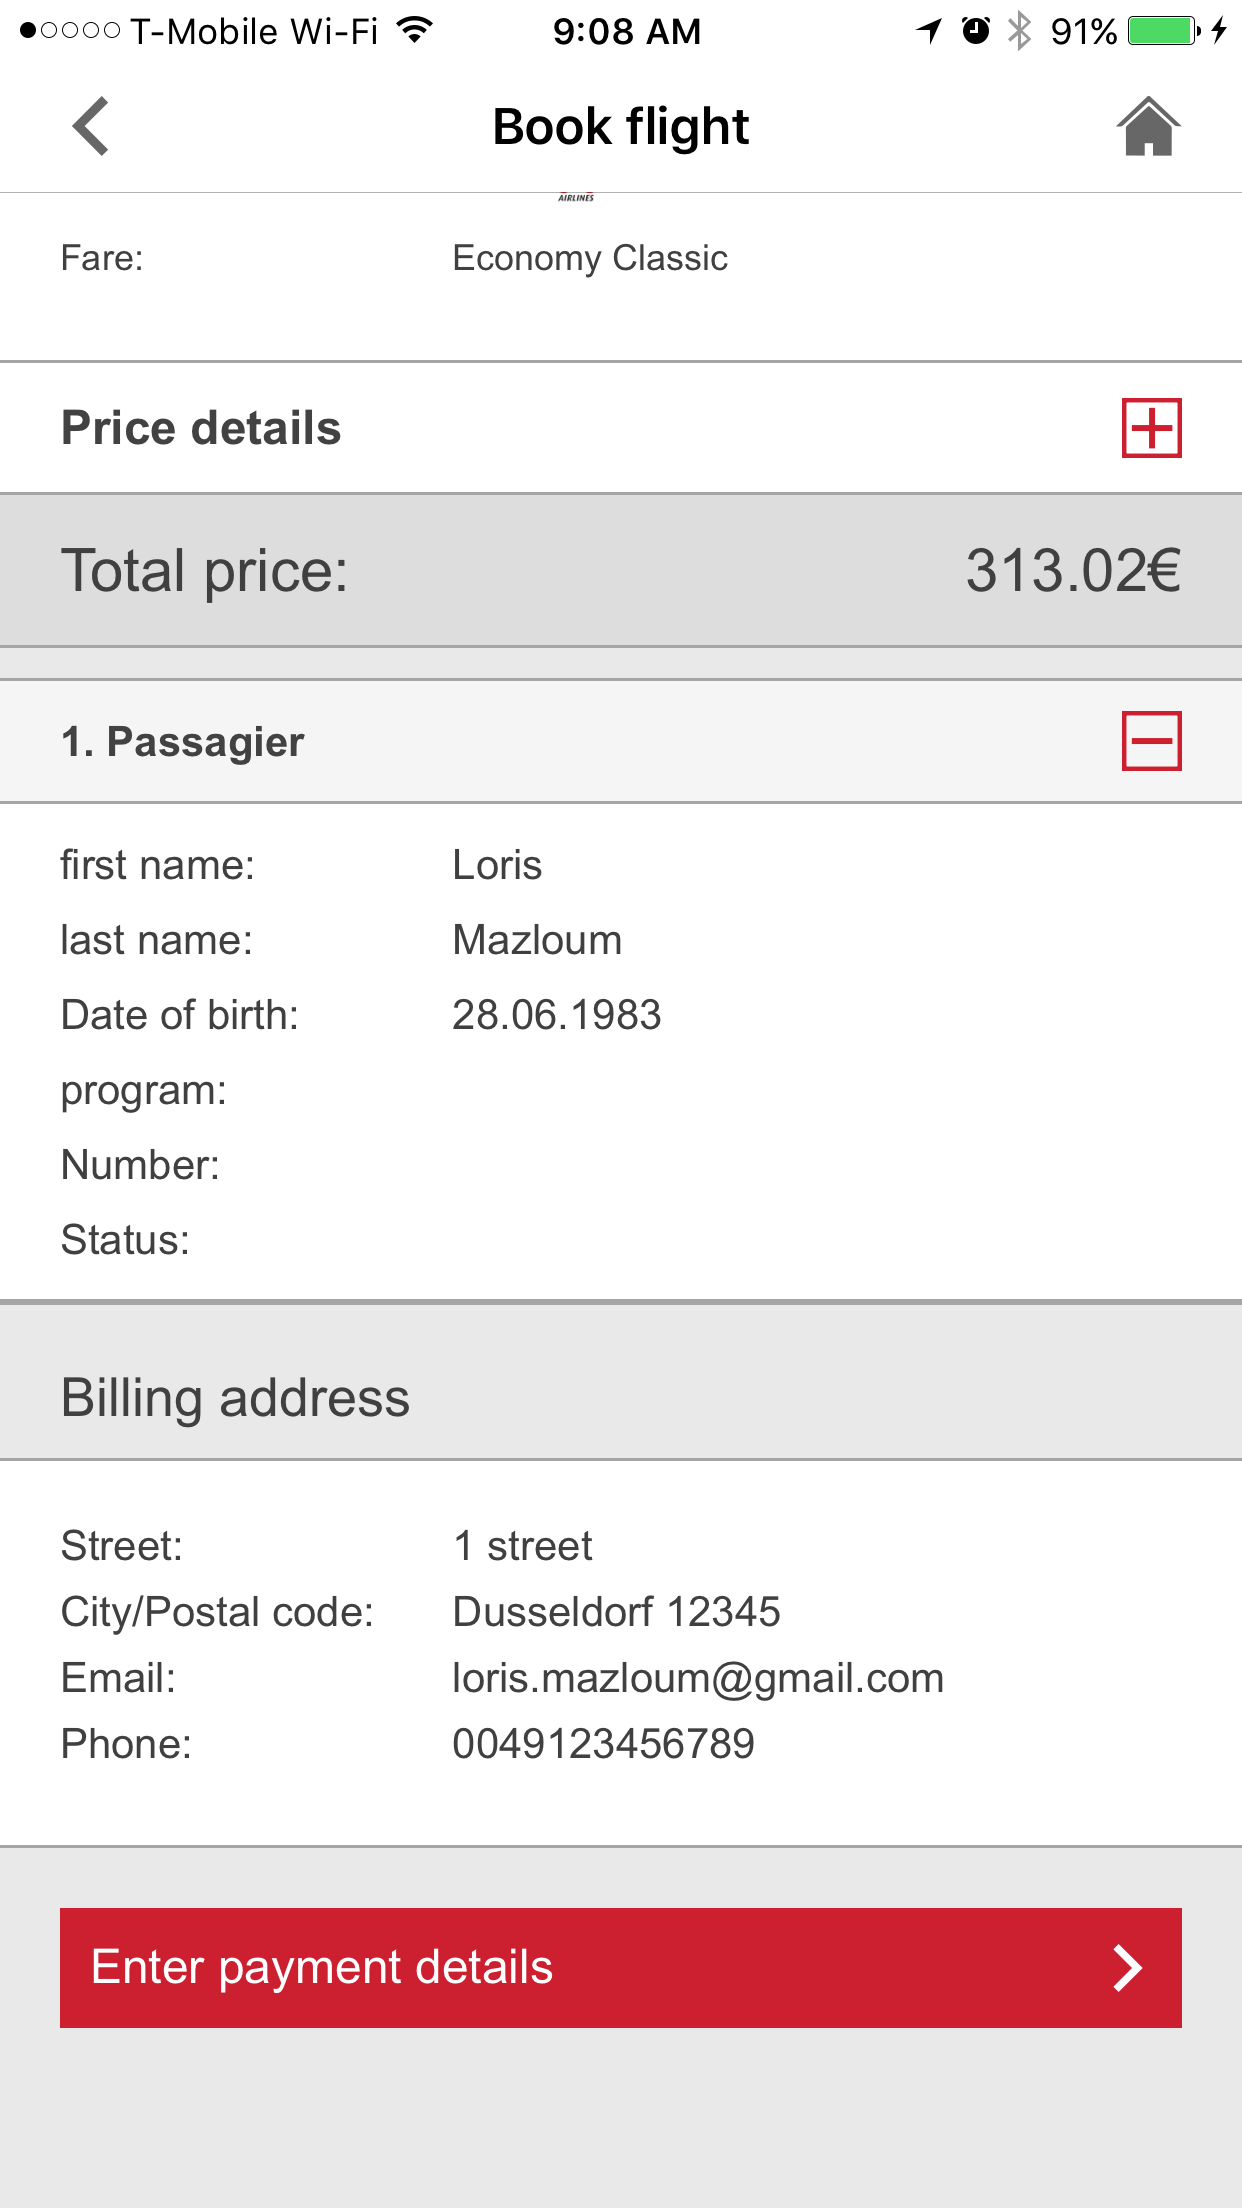 T-Mobile Wi-Fi 9:08 AM 91%
Book flight
AIRLINES
Fare: Economy Classic
Price details
Total price: 313.02€
1. Passagier
first name: Loris
last name: Mazloum
Date of birth: 28.06.1983
program:
Number:
Status:
Billing address
Street: 1 street
City/Postal code: Dusseldorf 12345
Email: loris.mazloum@gmail.com
Phone: 0049123456789
Enter payment details